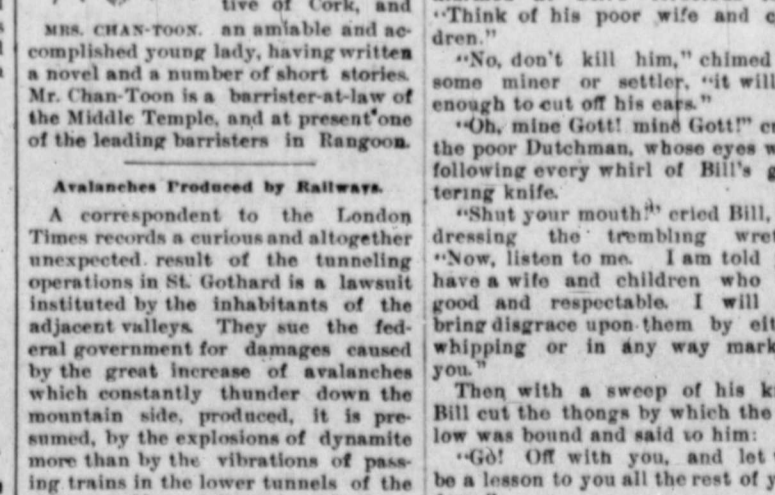 tive of Cork, and
MRS. CHAN-TOON. an amiable and ac-
complished young lady, having written
a novel and a number of short stories.
Mr. Chan-Toon is a barrister-at-law of
the Middle Temple, and at present one
of the leading barristers in Rangoon.
Avalanches Produced by Railways.
A correspondent to the London
Times records a curious and altogether
unexpected result of the tunneling
operations in St. Gothard is a lawsuit
instituted by the inhabitants of the
adjacent valleys. They sue the fed-
eral government for damages caused
by the great increase of avalanches
which constantly thunder down the
mountain side, produced, it is pre-
sumed, by the explosions of dynamite
more than by the vibrations of pass-
ing trains in the lower tunnels of the
"Think of his poor wife and c
dren."
"No, don't kill him," chimed
some miner or settler, "it will
enough to cut off his ears."
"Oh, mine Gott! mine Gott!" c
the poor Dutchman, whose eyes w
following every whirl of Bill's g
tering knife.
"Shut your mouth!" cried Bill,
dressing the trembling wret
"Now, listen to me. I am told
have a wife and children who
good and respectable. I will
bring disgrace upon them by eit
whipping or in any way mark
you."
Then with a sweep of his k
Bill cut the thongs by which the
low was bound and said to him:
"Go! Off with you, and let
be a lesson to you all the rest of y